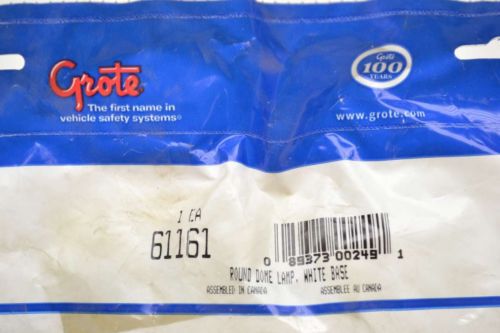 Grote
The first name in
vehicle safety systems®
Grote
100
YEARS
www.grote.com
1 EA
61161
0 89373 00249 1
ROUND DOME LAMP, WHITE BASE
ASSEMBLED IN CANADA
ASSEMBLEE AU CANADA